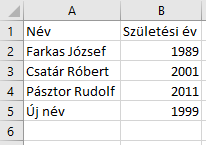 A B
1 Név Születési év
2 Farkas József 1989
3 Csatár Róbert 2001
4 Pásztor Rudolf 2011
5 Új név 1999
6